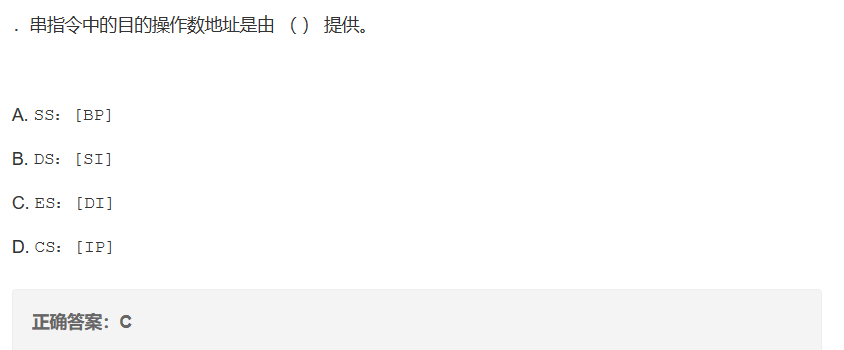 . 串指令中的目的操作数地址是由 （ ） 提供。
A. SS: [BP]
B. DS: [SI]
C. ES: [DI]
D. CS: [IP]
正确答案：C